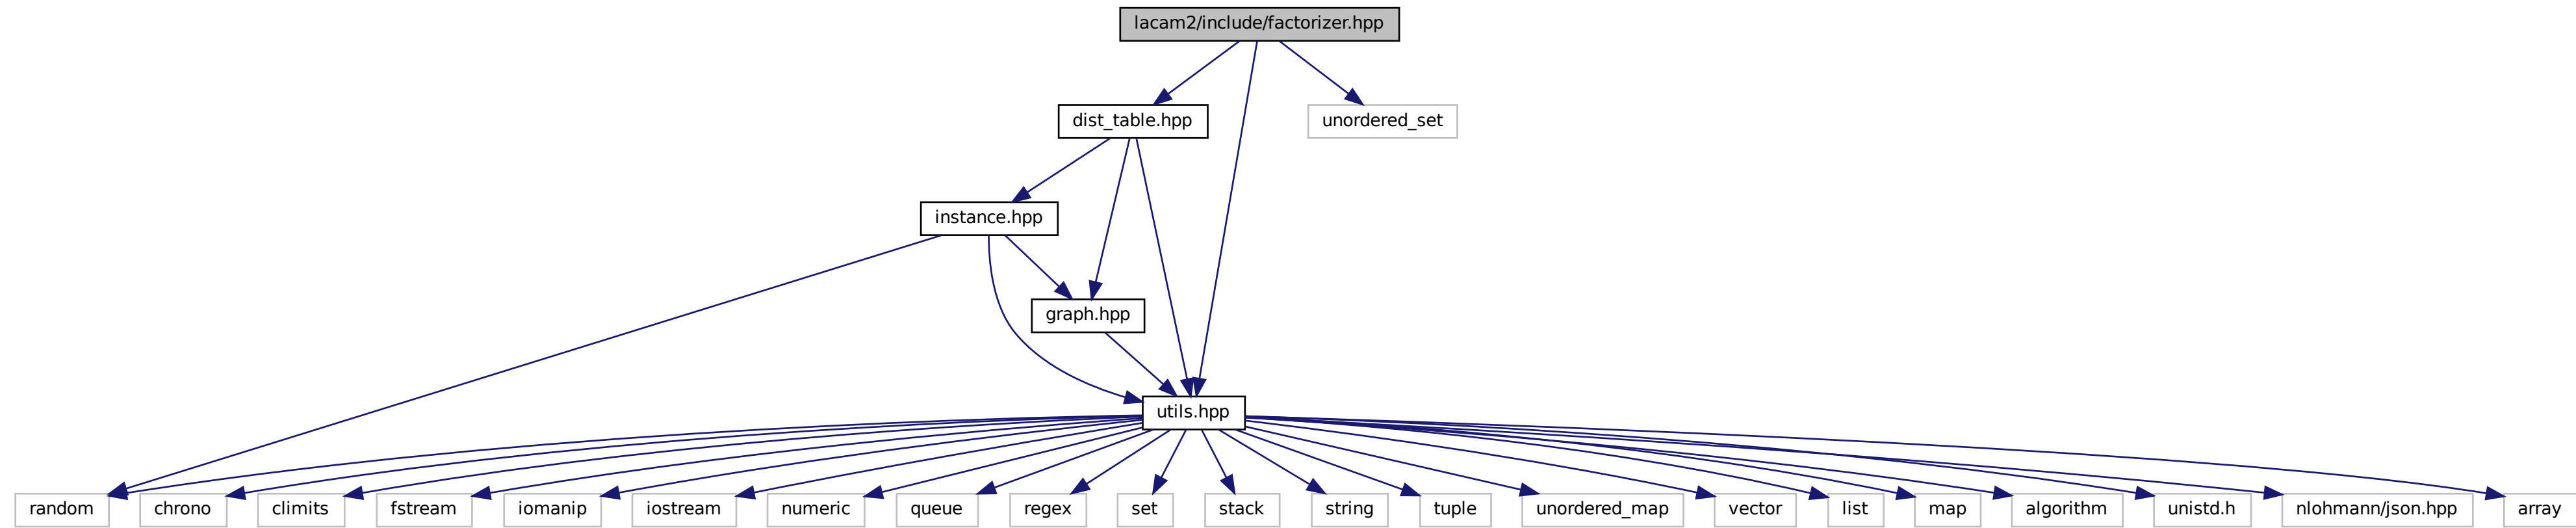 lacam2/include/factorizer.hpp
dist_table.hpp
unordered_set
instance.hpp
graph.hpp
utils.hpp
random
chrono
climits
fstream
iomanip
iostream
numeric
queue
regex
set
stack
string
tuple
unordered_map
vector
list
map
algorithm
unistd.h
nlohmann/json.hpp
array